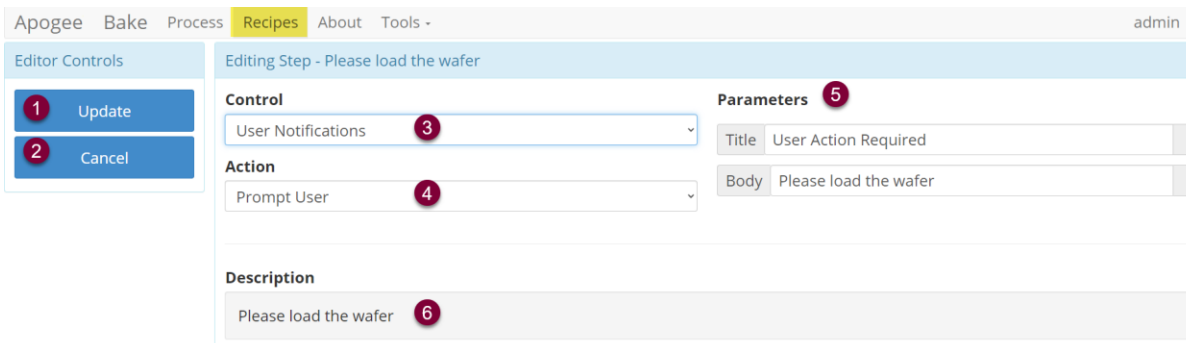 Apogee Bake Process Recipes About Tools admin
Editor Controls
1 Update
2 Cancel
Editing Step - Please load the wafer
Control
User Notifications 3
Action
Prompt User 4
Parameters 5
Title User Action Required
Body Please load the wafer
Description
Please load the wafer 6